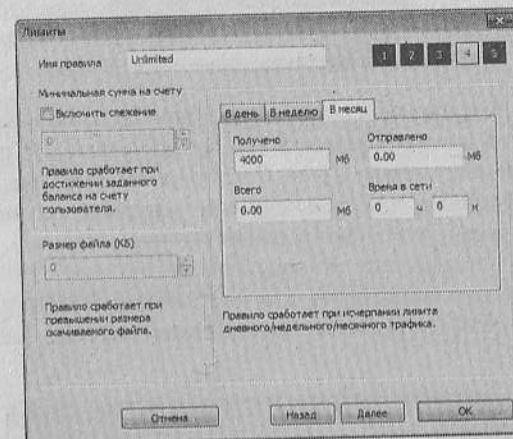 Лимиты
Имя правила Unlimited
1 2 3 4 5
Минимальная сумма на счету
Включить слежение
0
Правило сработает при
достижении заданного
баланса на счету
пользователя.
Размер файла (КБ)
0
Правило сработает при
превышении размера
скачиваемого файла.
В день В неделю В месяц
Получено Отправлено
4000 Мб 0.00 Мб
Всего Время в сети
0.00 Мб 0 ч 0 м
Правило сработает при исчерпании лимита
дневного/недельного/месячного трафика.
Отмена Назад Далее ОК